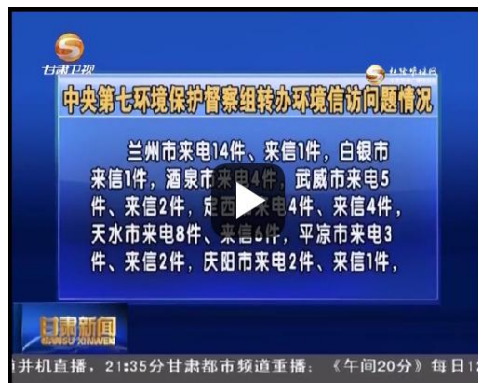 甘肃卫视
中央第七环境保护督察组转办环境信访问题情况
兰州市来电14件、来信1件，白银市
来信1件，酒泉市来电4件，武威市来电5
件、来信2件，定西市来电4件、来信4件，
天水市来电8件、来信6件，平凉市来电3
件、来信2件，庆阳市来电2件、来信1件，
甘肃新闻
GANSU XINWEN
并机直播，21:35分甘肃都市频道重播；《午间20分》每日12